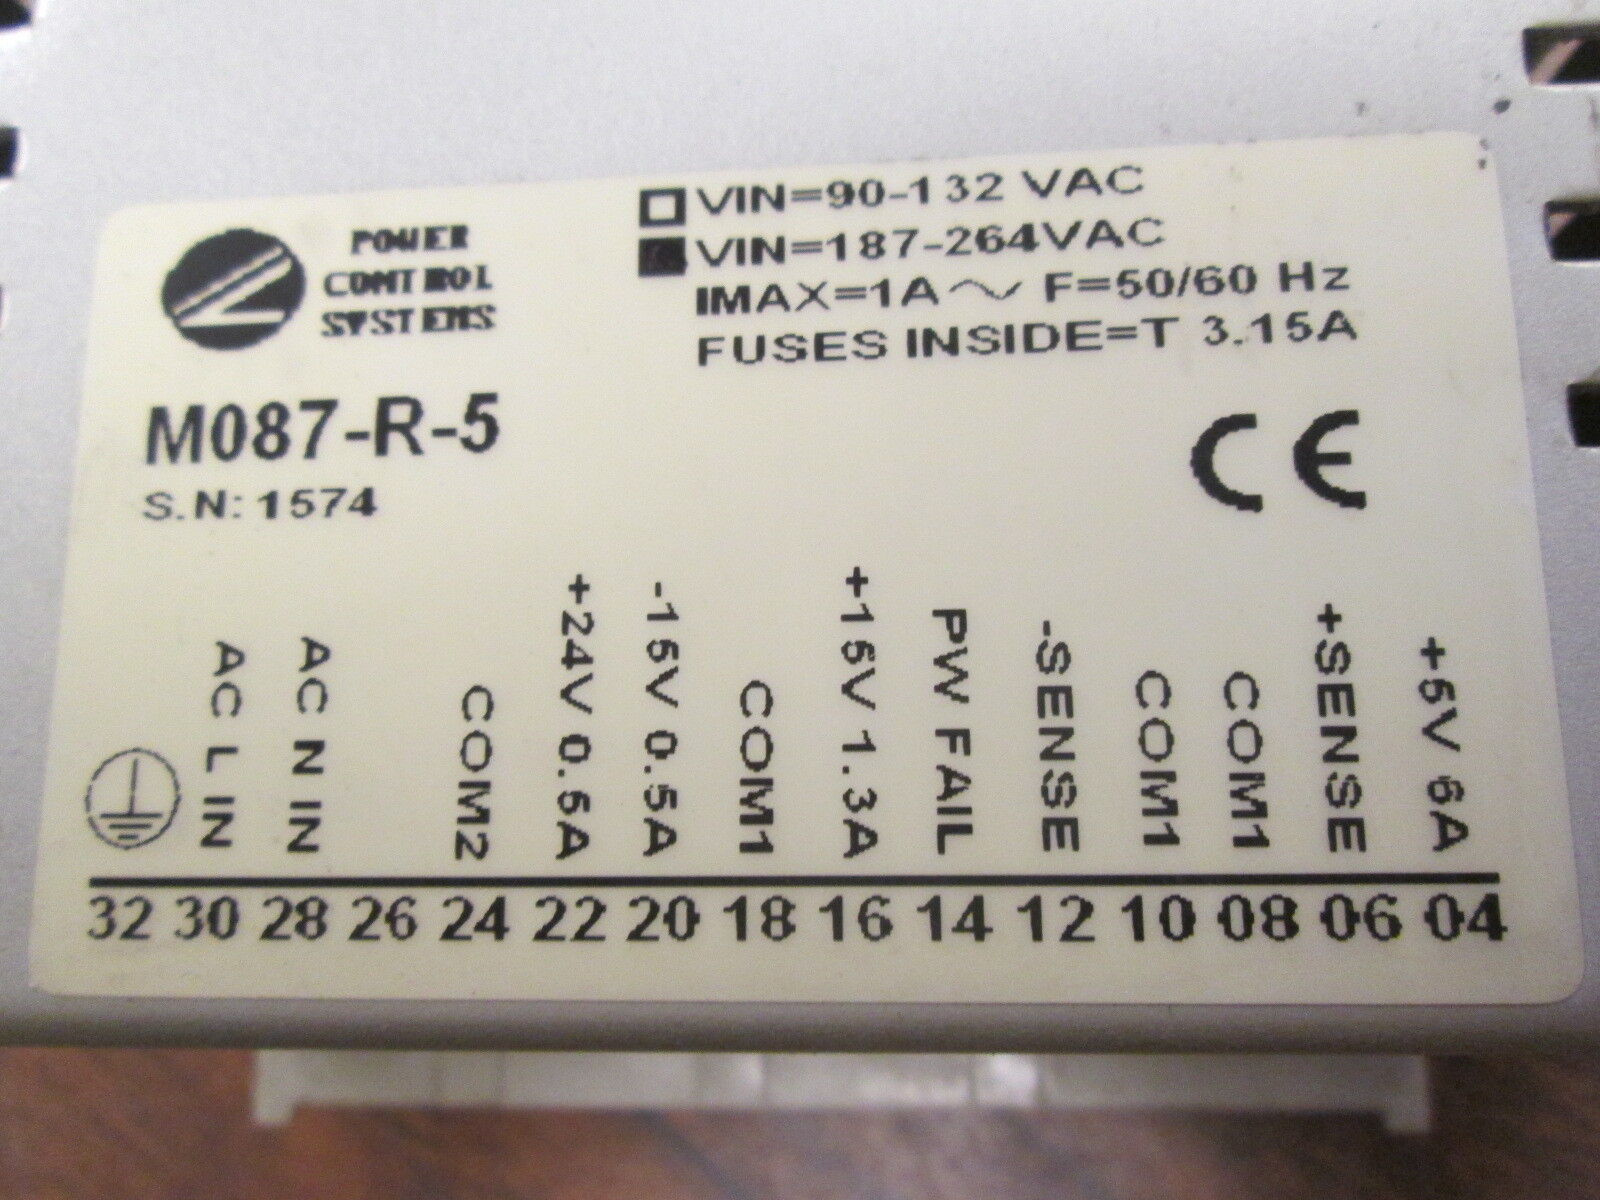 POWER
CONTROL
SYSTEMS
VIN=90-132 VAC
VIN=187-264VAC
IMAX=1A～ F=50/60 Hz
FUSES INSIDE=T 3.15A
M087-R-5
S.N: 1574
CE
AC L IN
AC N IN
COM2
+24V 0.5A
-15V 0.5A
COM1
+15V 1.3A
PW FAIL
-SENSE
COM1
COM1
+SENSE
+5V 6A
32 30 28 26 24 22 20 18 16 14 12 10 08 06 04